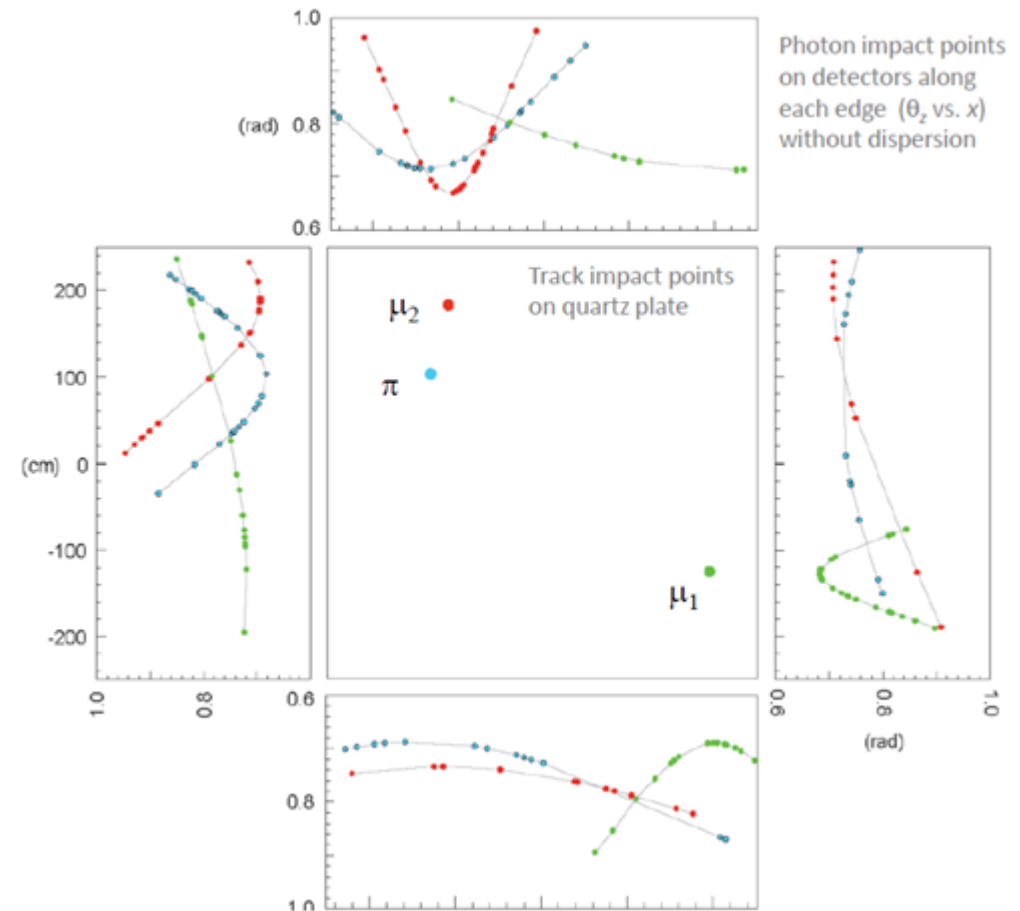 1.0
Photon impact points
on detectors along
(rad) 0.8
each edge (θz vs. x)
without dispersion
0.6
200
Track impact points
μ2
on quartz plate
100
π
(cm) 0
-100
μ1
-200
1.0 0.8
0.6
0.6 0.8 1.0
(rad)
0.8
1.0